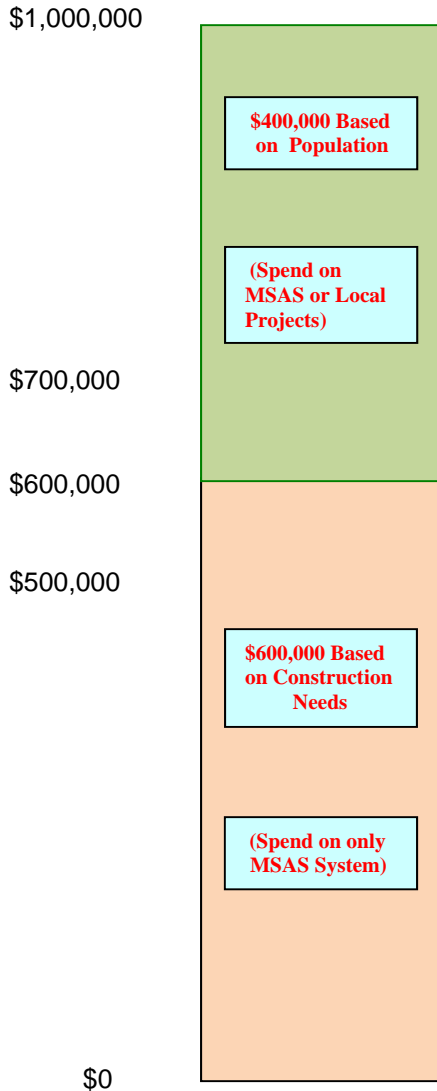 $1,000,000
$400,000 Based
on Population
(Spend on
MSAS or Local
Projects)
$700,000
$600,000
$500,000
$600,000 Based
on Construction
Needs
(Spend on only
MSAS System)
$0